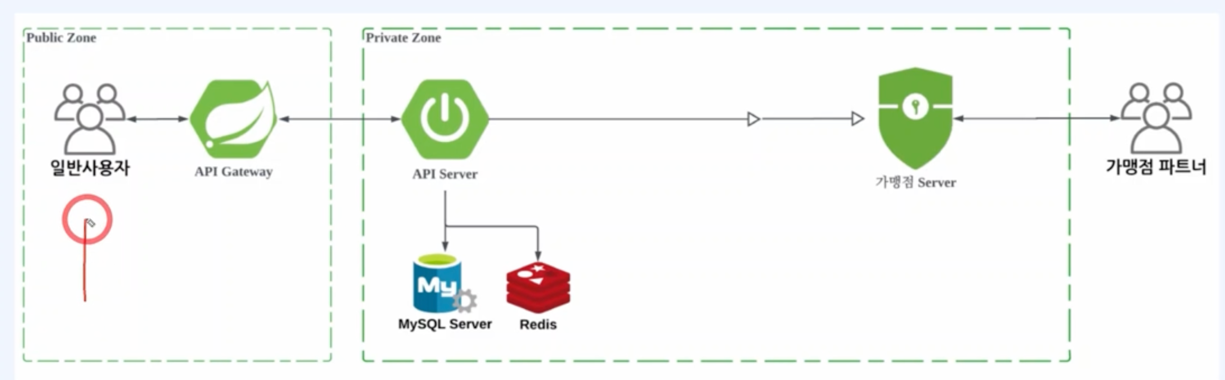 Public Zone
Private Zone
일반사용자
API Gateway
API Server
가맹점 Server
가맹점 파트너
My
MySQL Server
Redis